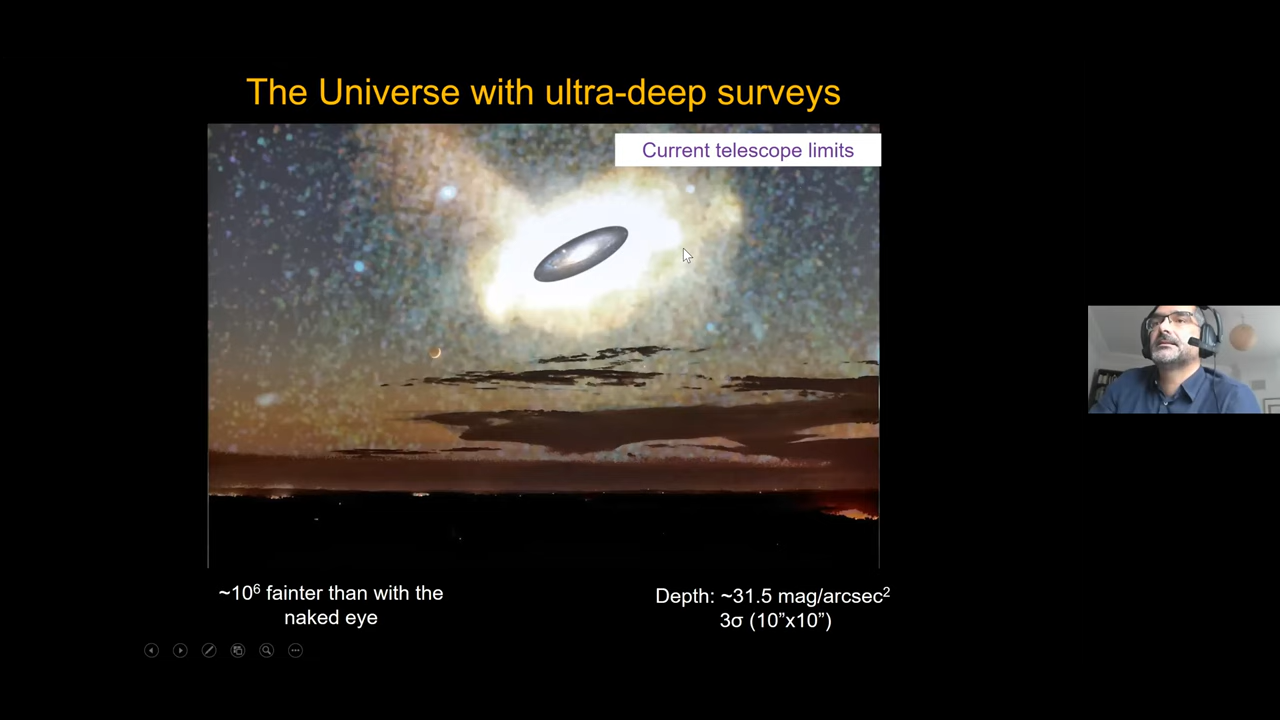 The Universe with ultra-deep surveys
Current telescope limits
~10⁶ fainter than with the
naked eye
Depth: ~31.5 mag/arcsec²
3σ (10”x10”)